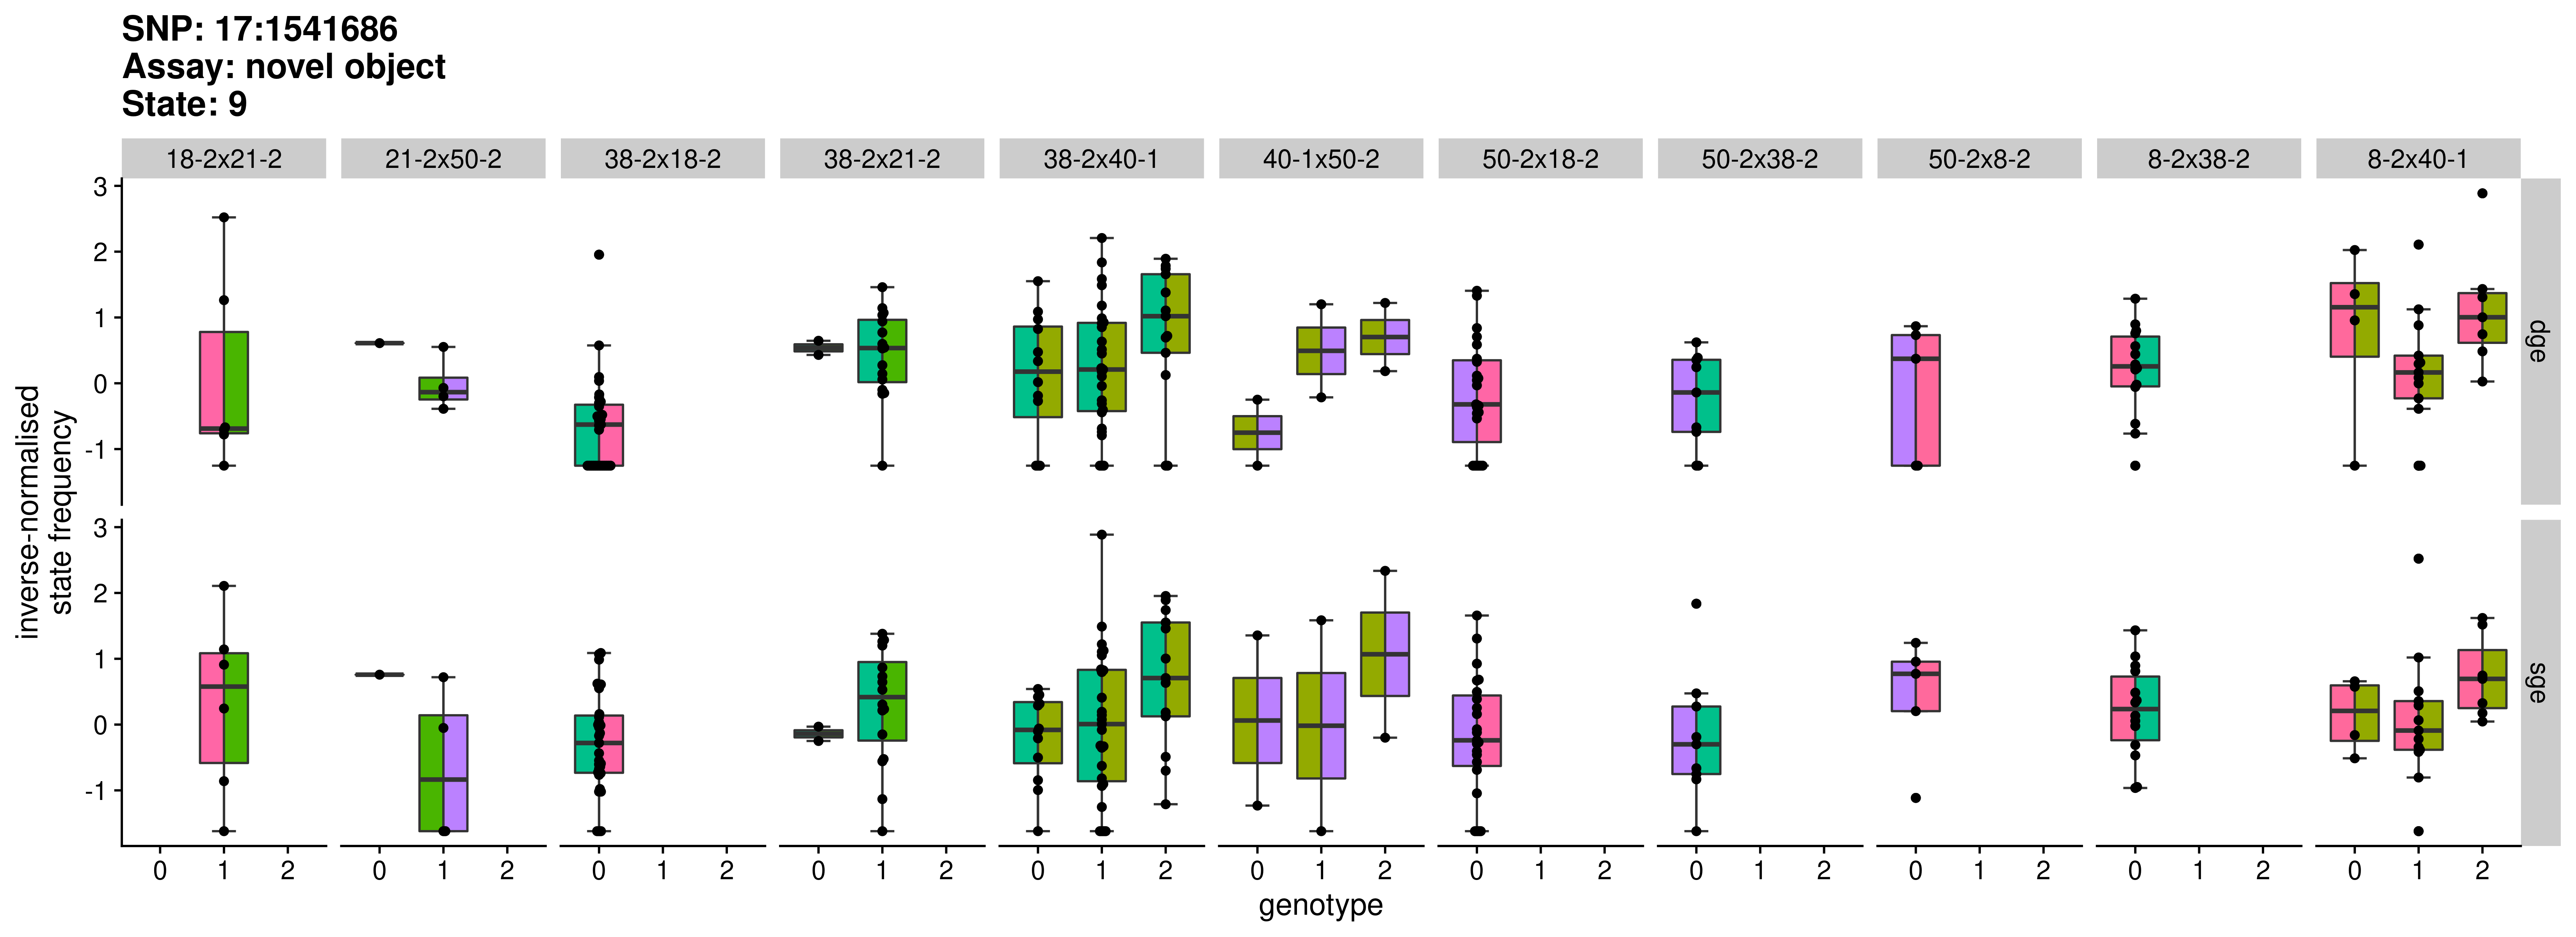 SNP: 17:1541686
Assay: novel object
State: 9
18-2x21-2 21-2x50-2 38-2x18-2 38-2x21-2 38-2x40-1 40-1x50-2 50-2x18-2 50-2x38-2 50-2x8-2 8-2x38-2 8-2x40-1
3
2
1
0
-1
dge
3
2
1
0
-1
sge
inverse-normalised
state frequency
0 1 2 0 1 2 0 1 2 0 1 2 0 1 2 0 1 2 0 1 2 0 1 2 0 1 2 0 1 2 0 1 2
genotype